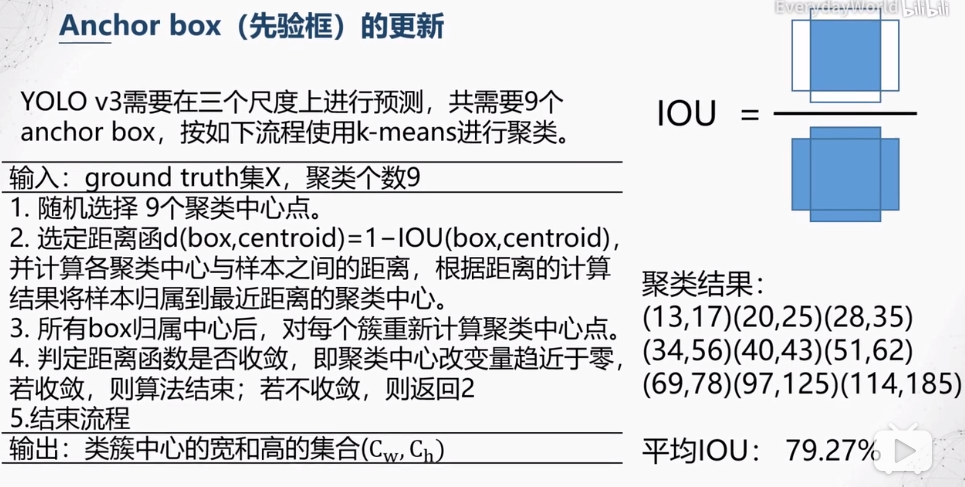 Anchor box（先验框）的更新
EverydayWorld bilibili
YOLO v3需要在三个尺度上进行预测，共需要9个
anchor box，按如下流程使用k-means进行聚类。
输入：ground truth集X，聚类个数9
1. 随机选择 9个聚类中心点。
2. 选定距离函d(box,centroid)=1−IOU(box,centroid)，
并计算各聚类中心与样本之间的距离，根据距离的计算
结果将样本归属到最近距离的聚类中心。
3. 所有box归属中心后，对每个簇重新计算聚类中心点。
4. 判定距离函数是否收敛，即聚类中心改变量趋近于零，
若收敛，则算法结束；若不收敛，则返回2
5.结束流程
输出：类簇中心的宽和高的集合(C_w, C_h)
IOU =
聚类结果：
(13,17)(20,25)(28,35)
(34,56)(40,43)(51,62)
(69,78)(97,125)(114,185)
平均IOU： 79.27%